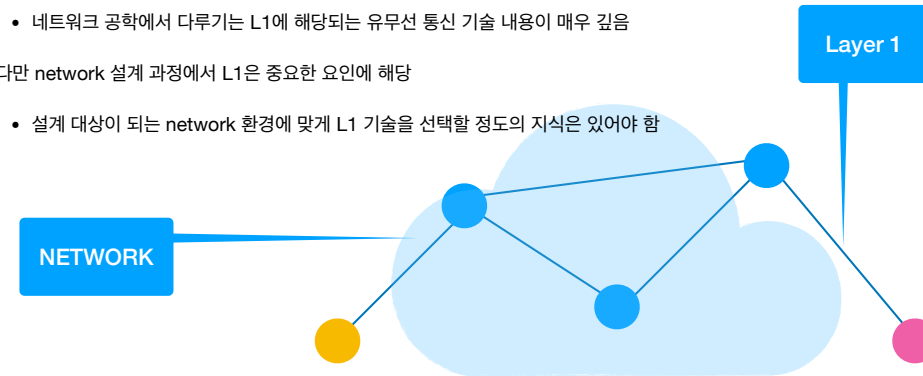 • 네트워크 공학에서 다루기는 L1에 해당되는 유무선 통신 기술 내용이 매우 깊음
Layer 1
다만 network 설계 과정에서 L1은 중요한 요인에 해당
• 설계 대상이 되는 network 환경에 맞게 L1 기술을 선택할 정도의 지식은 있어야 함
NETWORK